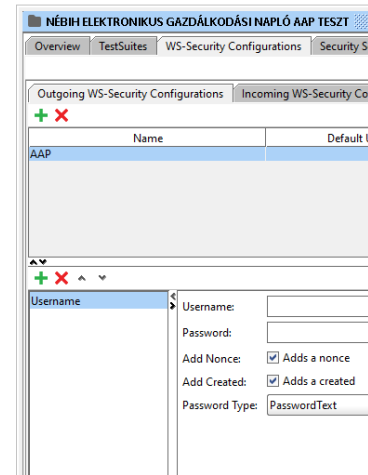 NÉBIH ELEKTRONIKUS GAZDÁLKODÁSI NAPLÓ AAP TESZT
Overview TestSuites WS-Security Configurations Security S
Outgoing WS-Security Configurations Incoming WS-Security Co
Name Default U
AAP
Username
Username:
Password:
Add Nonce: Adds a nonce
Add Created: Adds a created
Password Type: PasswordText